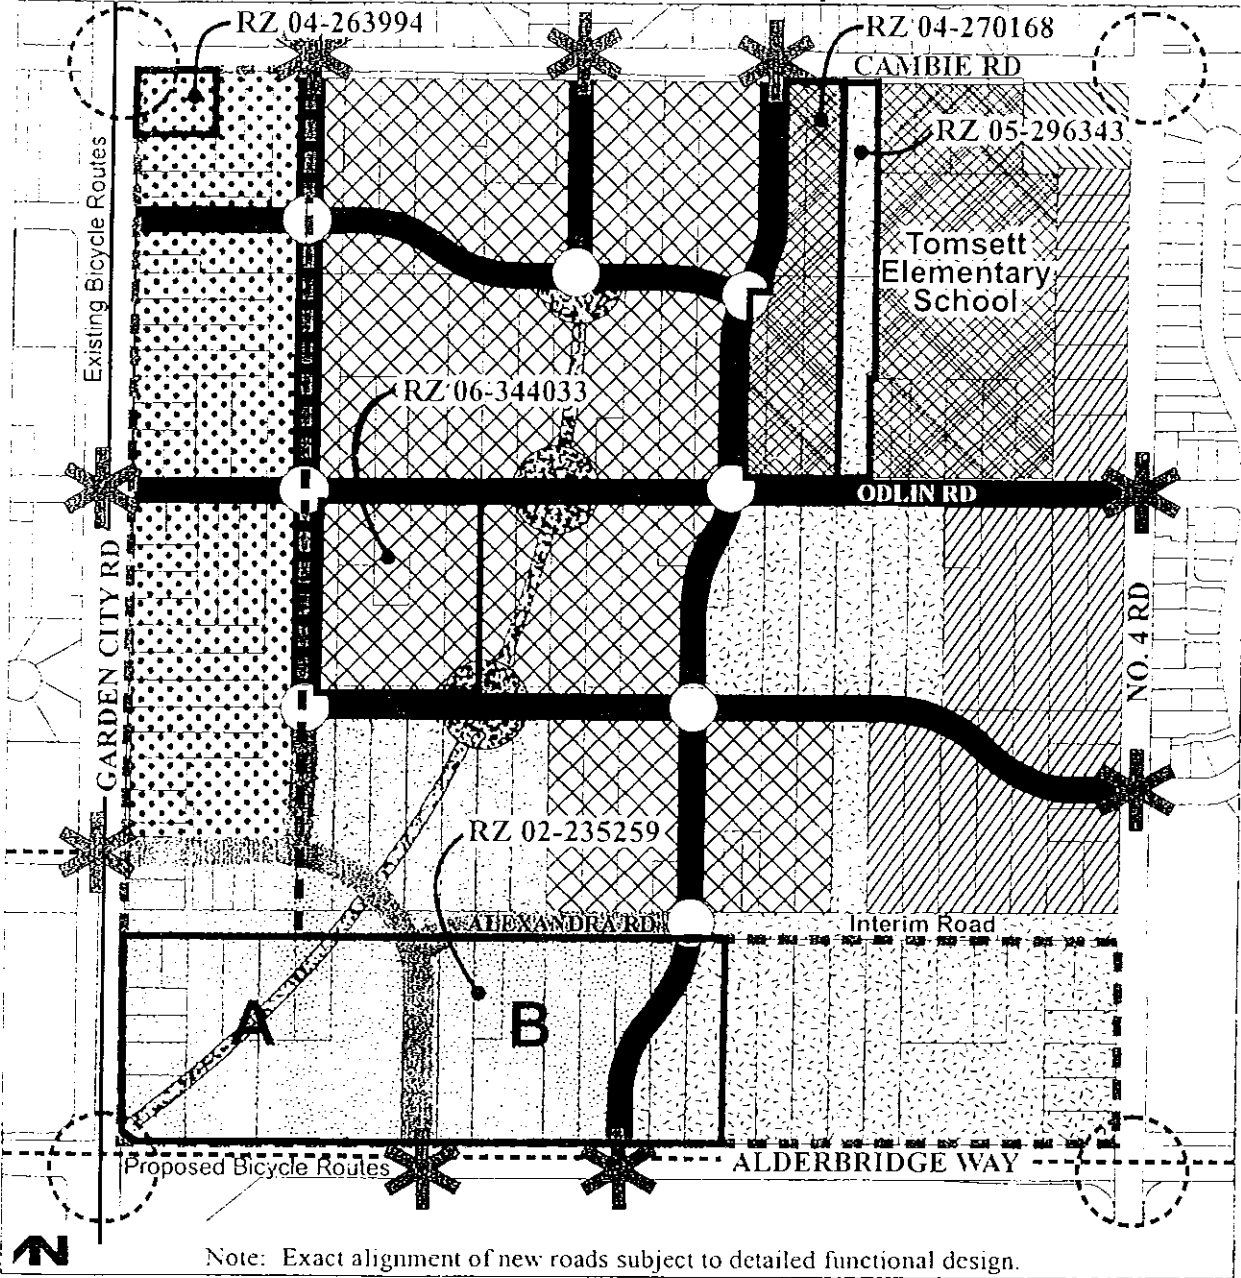 RZ 04-263994
RZ 04-270168
CAMBIE RD
RZ 05-296343
Existing Bicycle Routes
Tomsett
Elementary
School
RZ 06-344033
ODLIN RD
GARDEN CITY RD
NO. 4 RD
RZ 02-235259
ALEXANDRA RD
Interim Road
A
B
Proposed Bicycle Routes
ALDERBRIDGE WAY
N
Note: Exact alignment of new roads subject to detailed functional design.